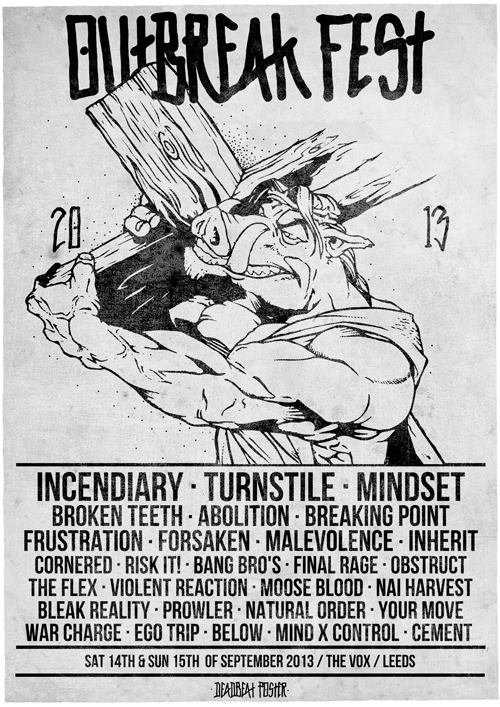 OUTBREAK FEST
20 13
INCENDIARY · TURNSTILE · MINDSET
BROKEN TEETH · ABOLITION · BREAKING POINT
FRUSTRATION · FORSAKEN · MALEVOLENCE · INHERIT
CORNERED · RISK IT! · BANG BRO'S · FINAL RAGE · OBSTRUCT
THE FLEX · VIOLENT REACTION · MOOSE BLOOD · NAI HARVEST
BLEAK REALITY · PROWLER · NATURAL ORDER · YOUR MOVE
WAR CHARGE · EGO TRIP · BELOW · MIND X CONTROL · CEMENT
SAT 14TH & SUN 15TH OF SEPTEMBER 2013 / THE VOX / LEEDS
DEADBEAT POSTER